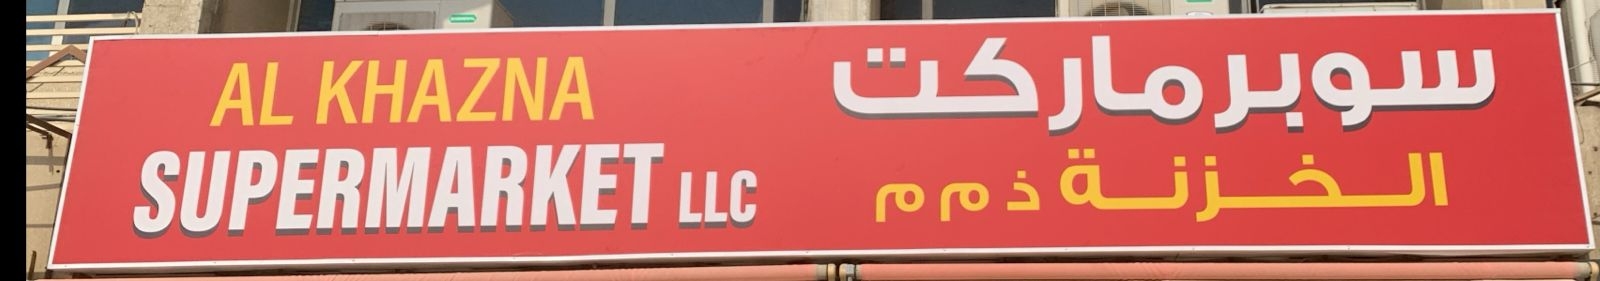 AL KHAZNA
SUPERMARKET LLC
سوبرماركت
الخزنة ذ م م